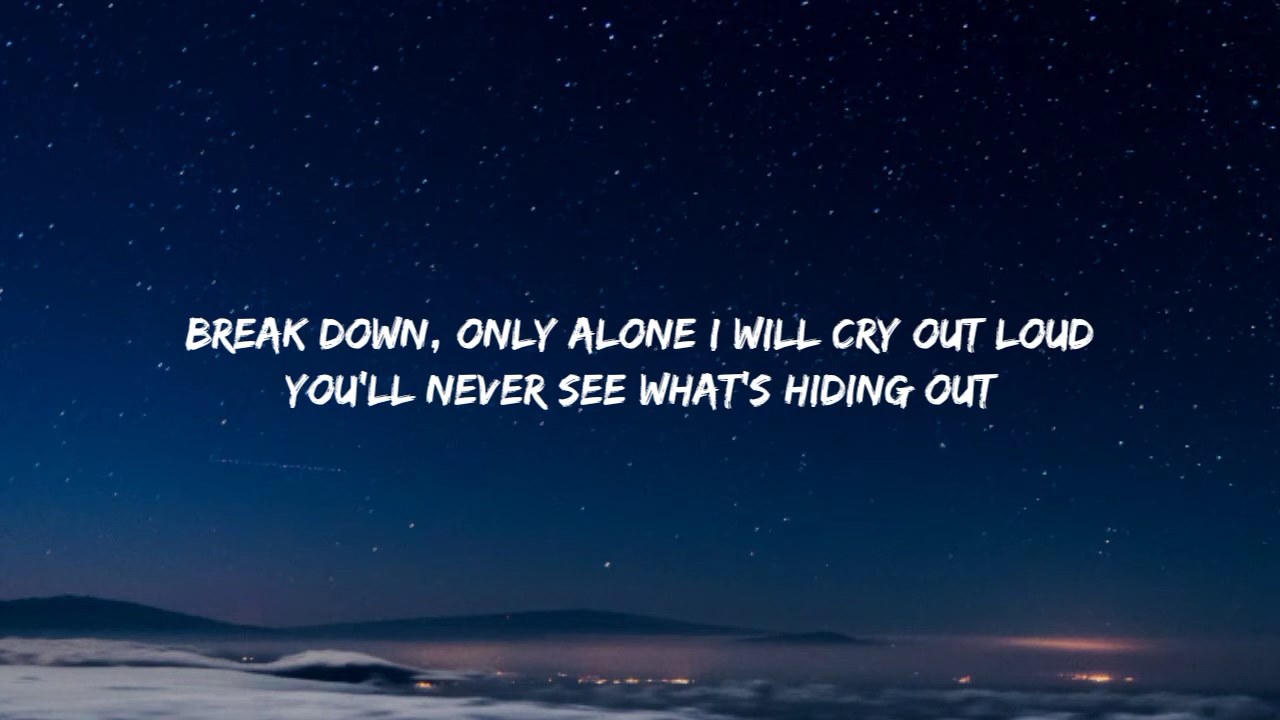 BREAK DOWN, ONLY ALONE I WILL CRY OUT LOUD
YOU'LL NEVER SEE WHAT'S HIDING OUT